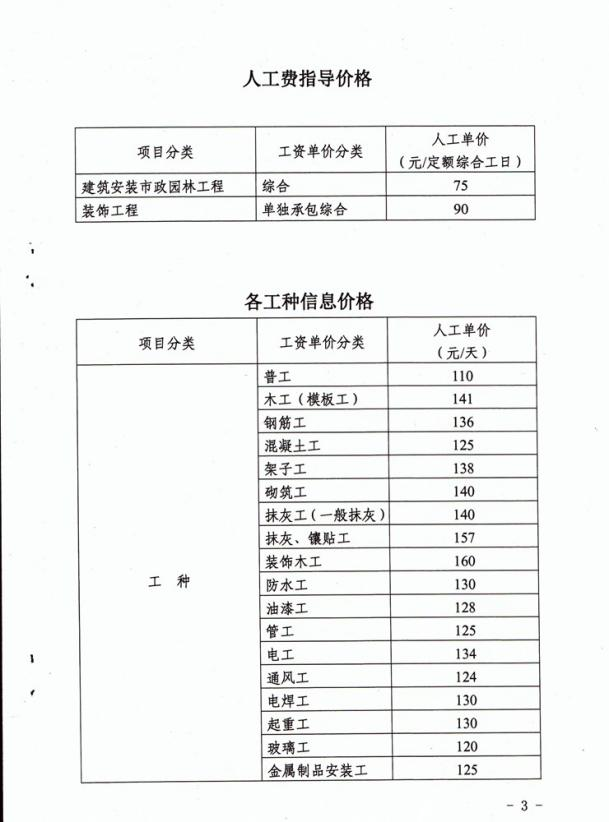 人工费指导价格
项目分类 工资单价分类 人工单价
（元/定额综合工日）
建筑安装市政园林工程 综合 75
装饰工程 单独承包综合 90
各工种信息价格
项目分类 工资单价分类 人工单价
（元/天）
工 种
普工 110
木工（模板工） 141
钢筋工 136
混凝土工 125
架子工 138
砌筑工 140
抹灰工（一般抹灰） 140
抹灰、镶贴工 157
装饰木工 160
防水工 130
油漆工 128
管工 125
电工 134
通风工 124
电焊工 130
起重工 130
玻璃工 120
金属制品安装工 125
- 3 -